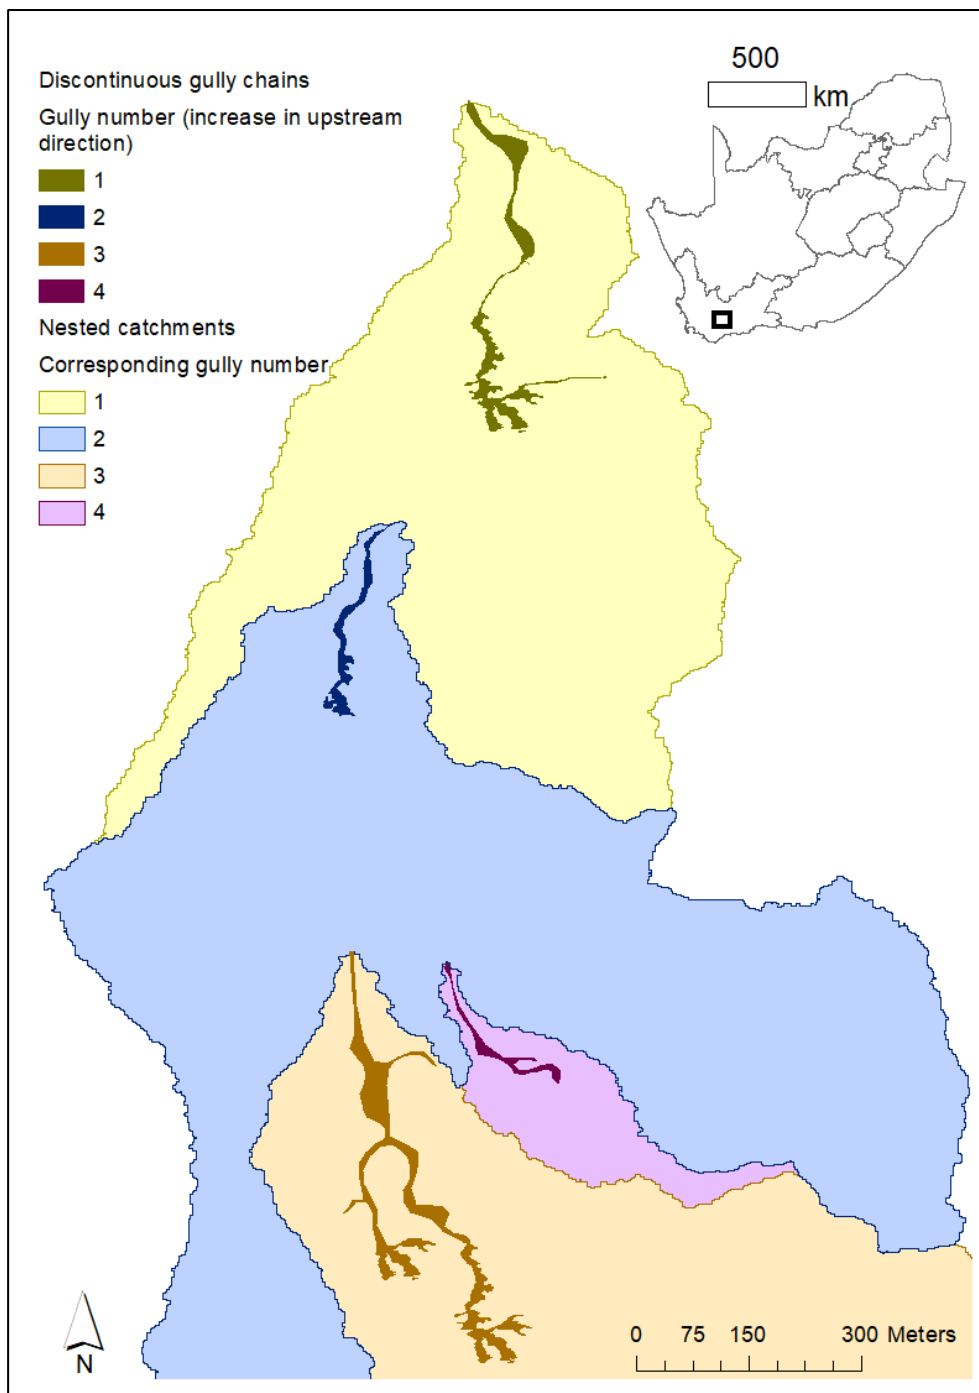 Discontinuous gully chains
Gully number (increase in upstream
direction)
1
2
3
4
Nested catchments
Corresponding gully number
1
2
3
4
500
km
N
0 75 150 300 Meters